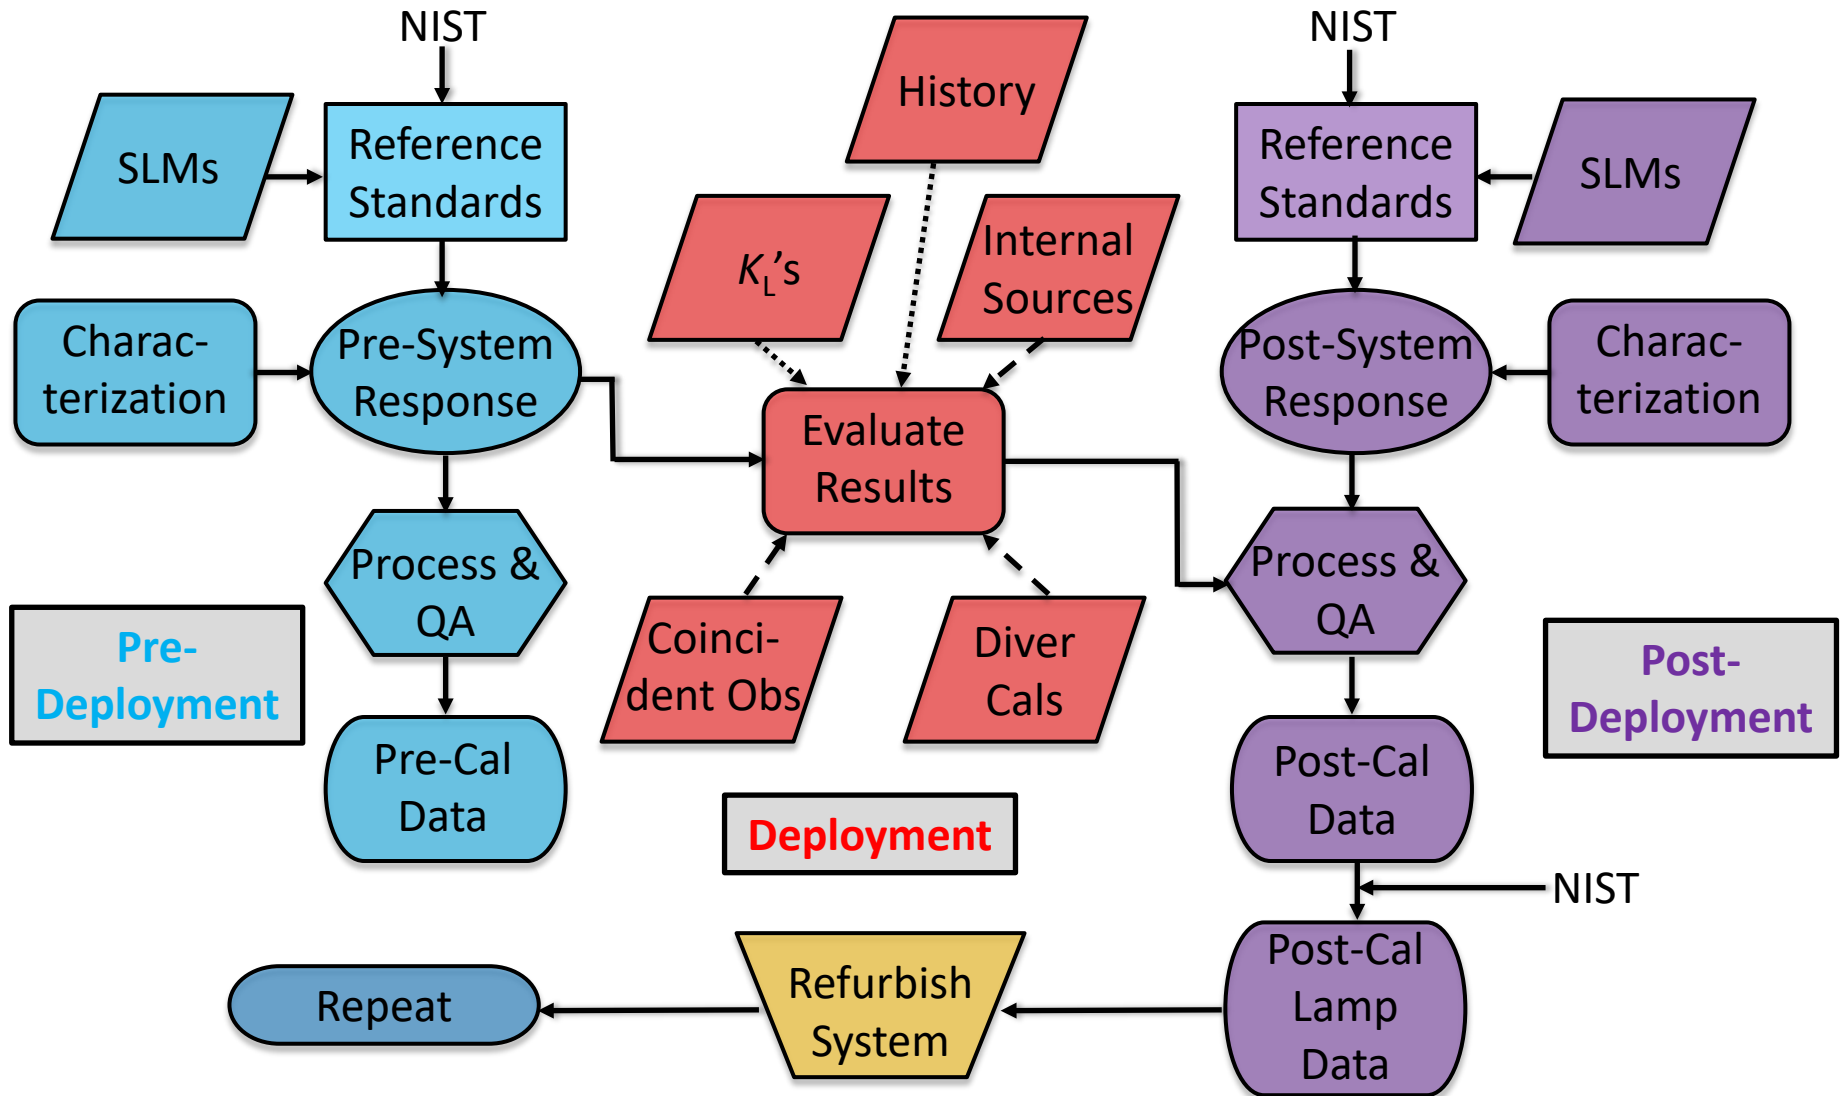 NIST
SLMs
Reference
Standards
Charac-
terization
Pre-System
Response
Process &
QA
Pre-
Deployment
Pre-Cal
Data
History
KL's
Internal
Sources
Evaluate
Results
Coinci-
dent Obs
Diver
Cals
Deployment
NIST
Reference
Standards
SLMs
Post-System
Response
Charac-
terization
Process &
QA
Post-
Deployment
Post-Cal
Data
NIST
Post-Cal
Lamp
Data
Refurbish
System
Repeat